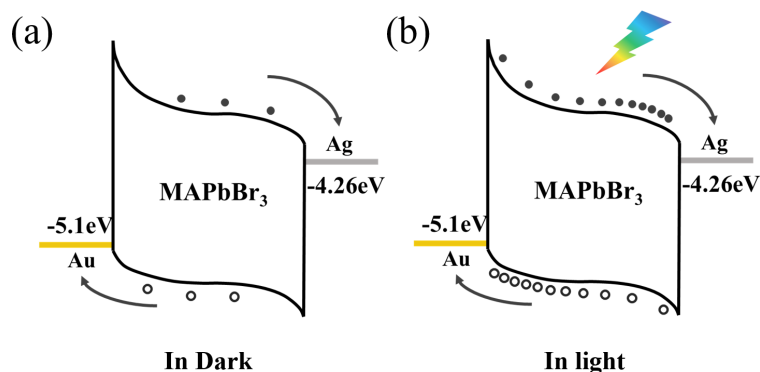 (a)
Ag
-4.26eV
MAPbBr₃
-5.1eV
Au
In Dark
(b)
Ag
-4.26eV
MAPbBr₃
-5.1eV
Au
In light